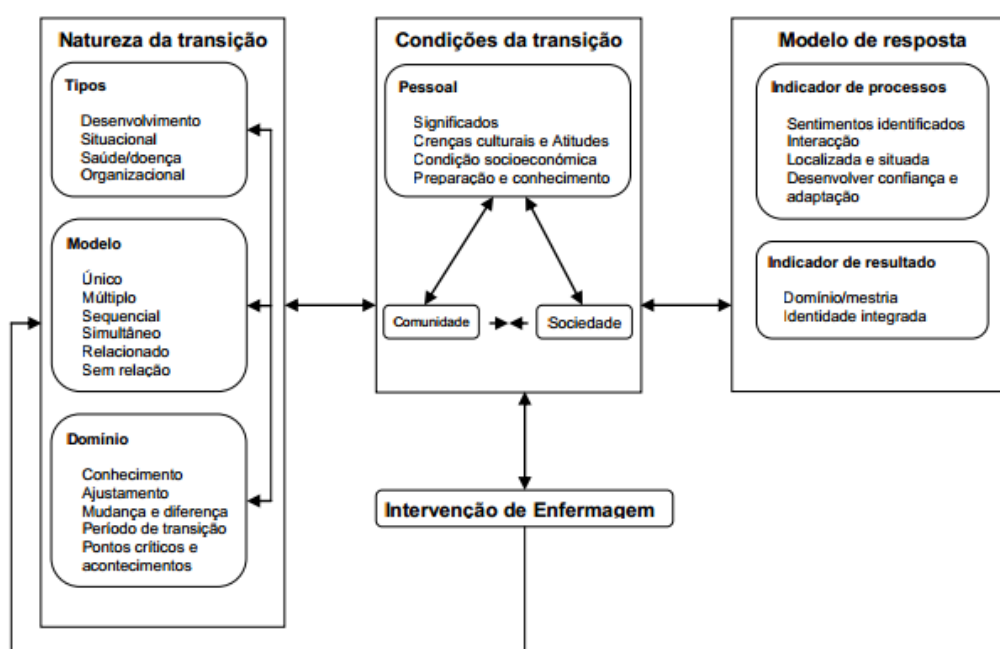 Natureza da transição
Tipos
Desenvolvimento
Situacional
Saúde/doença
Organizacional
Modelo
Único
Múltiplo
Sequencial
Simultâneo
Relacionado
Sem relação
Domínio
Conhecimento
Ajustamento
Mudança e diferença
Período de transição
Pontos críticos e
acontecimentos
Condições da transição
Pessoal
Significados
Crenças culturais e Atitudes
Condição socioeconómica
Preparação e conhecimento
Comunidade
Sociedade
Intervenção de Enfermagem
Modelo de resposta
Indicador de processos
Sentimentos identificados
Interacção
Localizada e situada
Desenvolver confiança e
adaptação
Indicador de resultado
Domínio/mestria
Identidade integrada